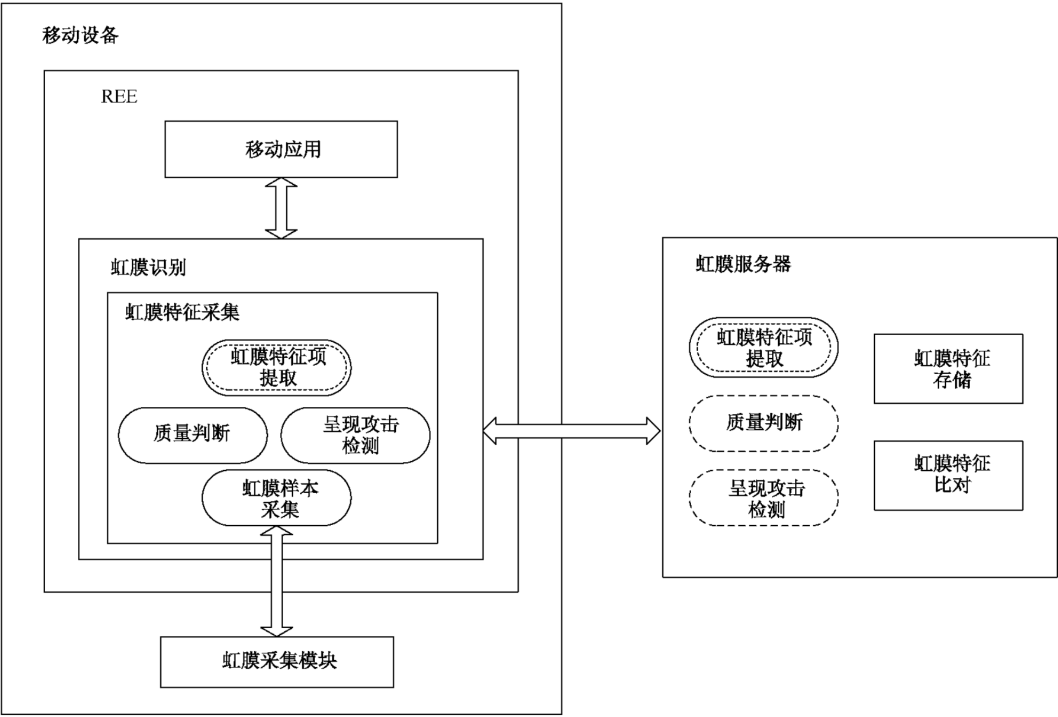 移动设备
REE
移动应用
虹膜识别
虹膜特征采集
虹膜特征项
提取
质量判断
呈现攻击
检测
虹膜样本
采集
虹膜采集模块
虹膜服务器
虹膜特征项
提取
质量判断
呈现攻击
检测
虹膜特征
存储
虹膜特征
比对